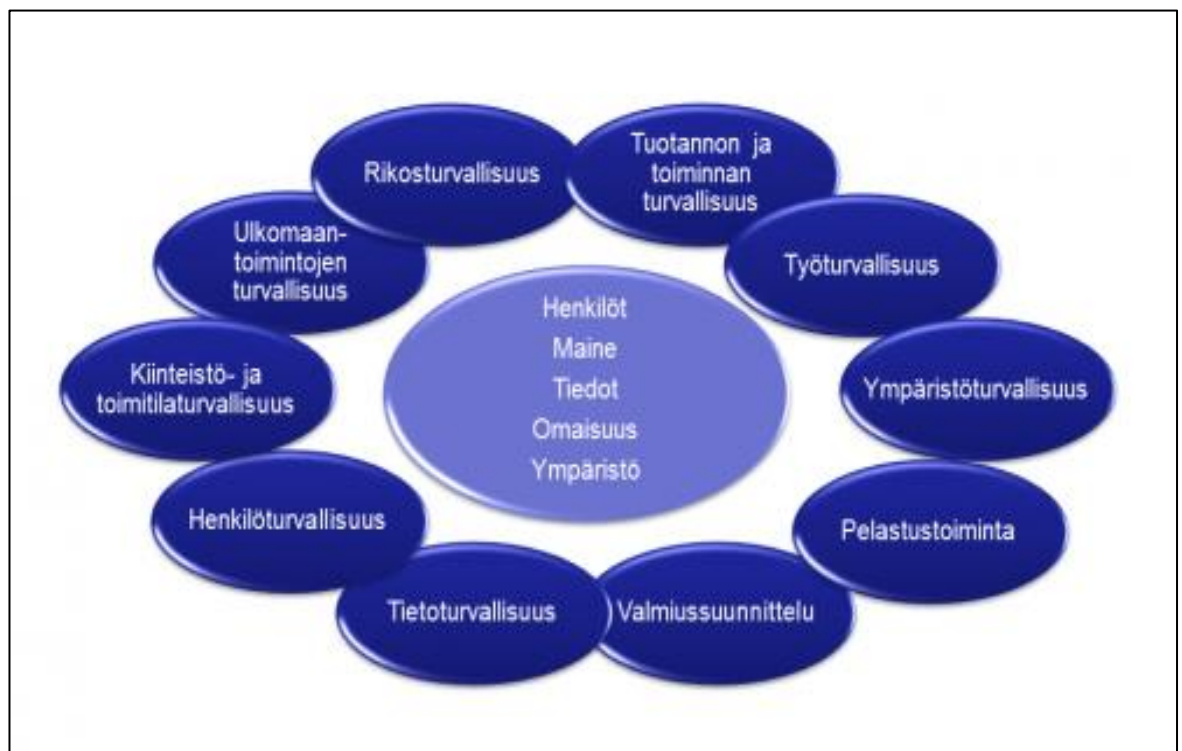 Rikosturvallisuus
Tuotannon ja
toiminnan
turvallisuus
Työturvallisuus
Ympäristöturvallisuus
Pelastustoiminta
Valmiussuunnittelu
Tietoturvallisuus
Henkilöturvallisuus
Kiinteistö- ja
toimitilaturvallisuus
Ulkomaan-
toimintojen
turvallisuus
Henkilöt
Maine
Tiedot
Omaisuus
Ympäristö